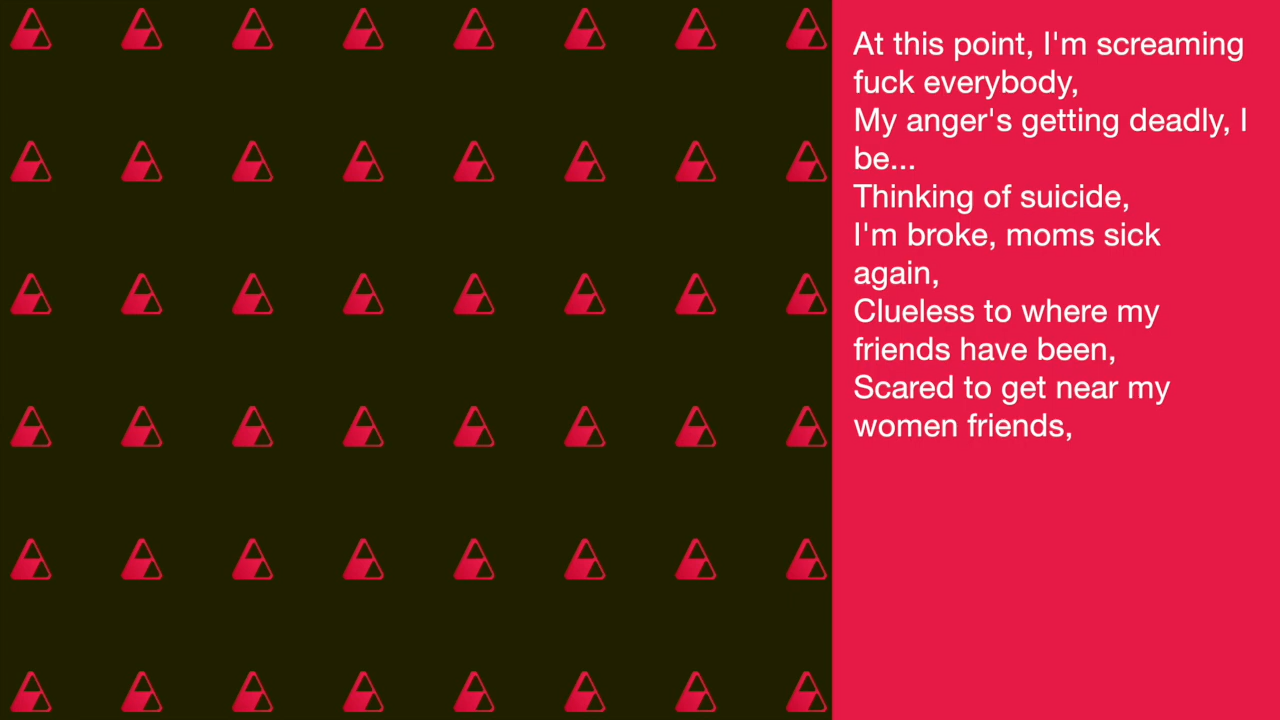 At this point, I'm screaming
fuck everybody,
My anger's getting deadly, I
be...
Thinking of suicide,
I'm broke, moms sick
again,
Clueless to where my
friends have been,
Scared to get near my
women friends,